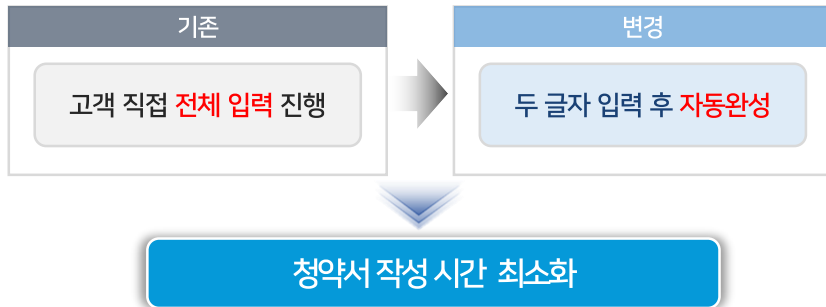 기존
변경
고객 직접 전체 입력 진행
두 글자 입력 후 자동완성
청약서 작성 시간 최소화